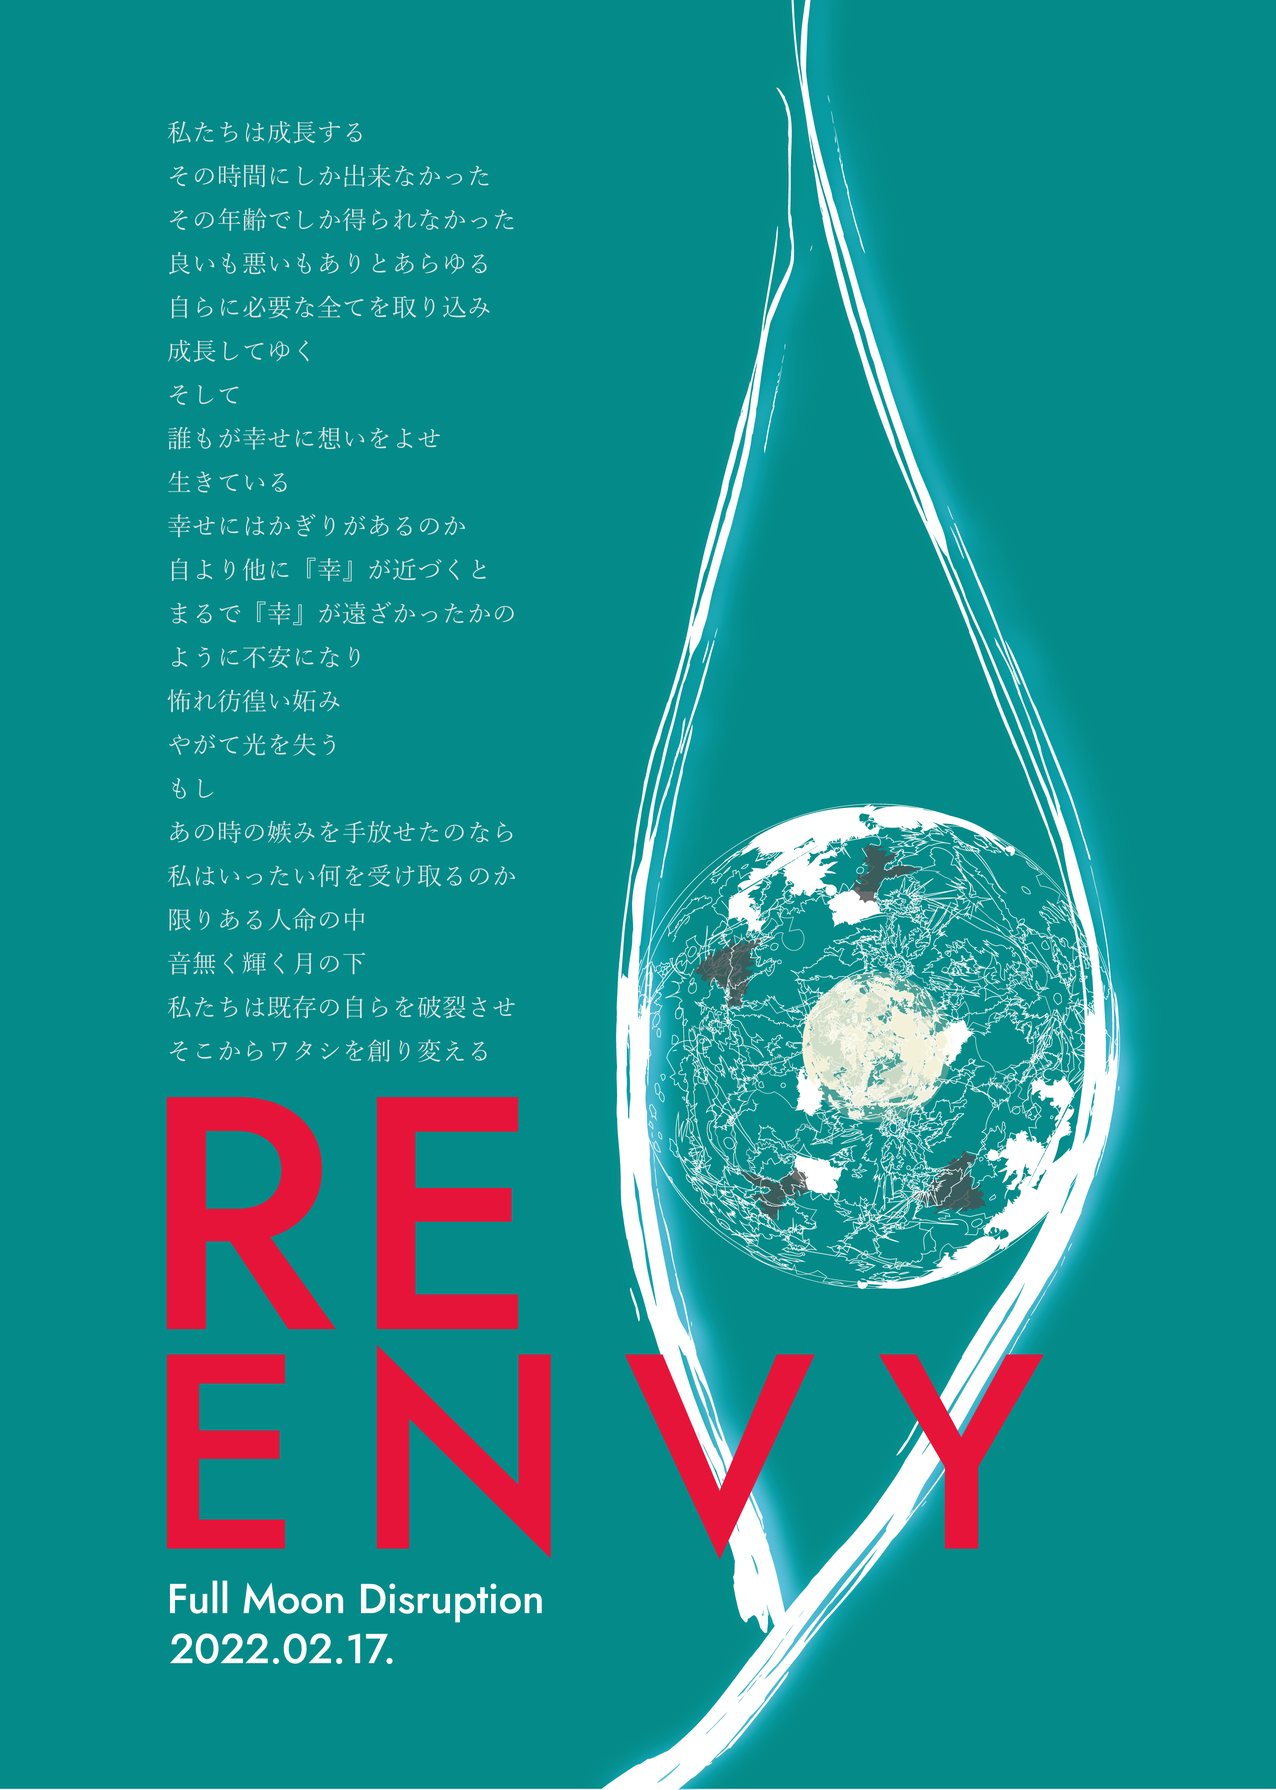 私たちは成長する
その時間にしか出来なかった
その年齢でしか得られなかった
良いも悪いもありとあらゆる
自らに必要な全てを取り込み
成長してゆく
そして
誰もが幸せに想いをよせ
生きている
幸せにはかぎりがあるのか
自より他に『幸』が近づくと
まるで『幸』が遠ざかったかの
ように不安になり
怖れ彷徨い妬み
やがて光を失う
もし
あの時の嫉みを手放せたのなら
私はいったい何を受け取るのか
限りある人命の中
音無く輝く月の下
私たちは既存の自らを破裂させ
そこからワタシを創り変える
RE
ENVY
Full Moon Disruption
2022.02.17.